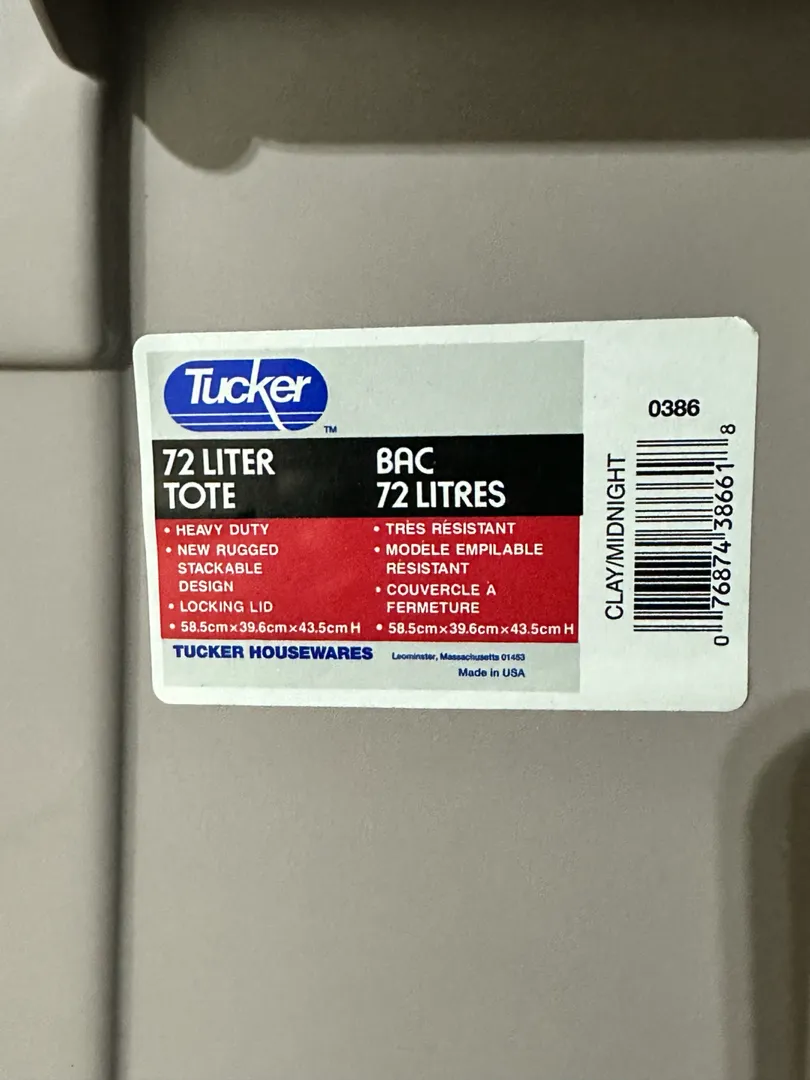 Tucker
TM
72 LITER
TOTE
• HEAVY DUTY
• NEW RUGGED
STACKABLE
DESIGN
• LOCKING LID
• 58.5cm×39.6cm×43.5cm H
BAC
72 LITRES
• TRÈS RÉSISTANT
• MODÈLE EMPILABLE
RÉSISTANT
• COUVERCLE À
FERMETURE
• 58.5cm×39.6cm×43.5cm H
TUCKER HOUSEWARES
Leominster, Massachusetts 01453
Made in USA
CLAY/MIDNIGHT
0386
0 76874 38661 8